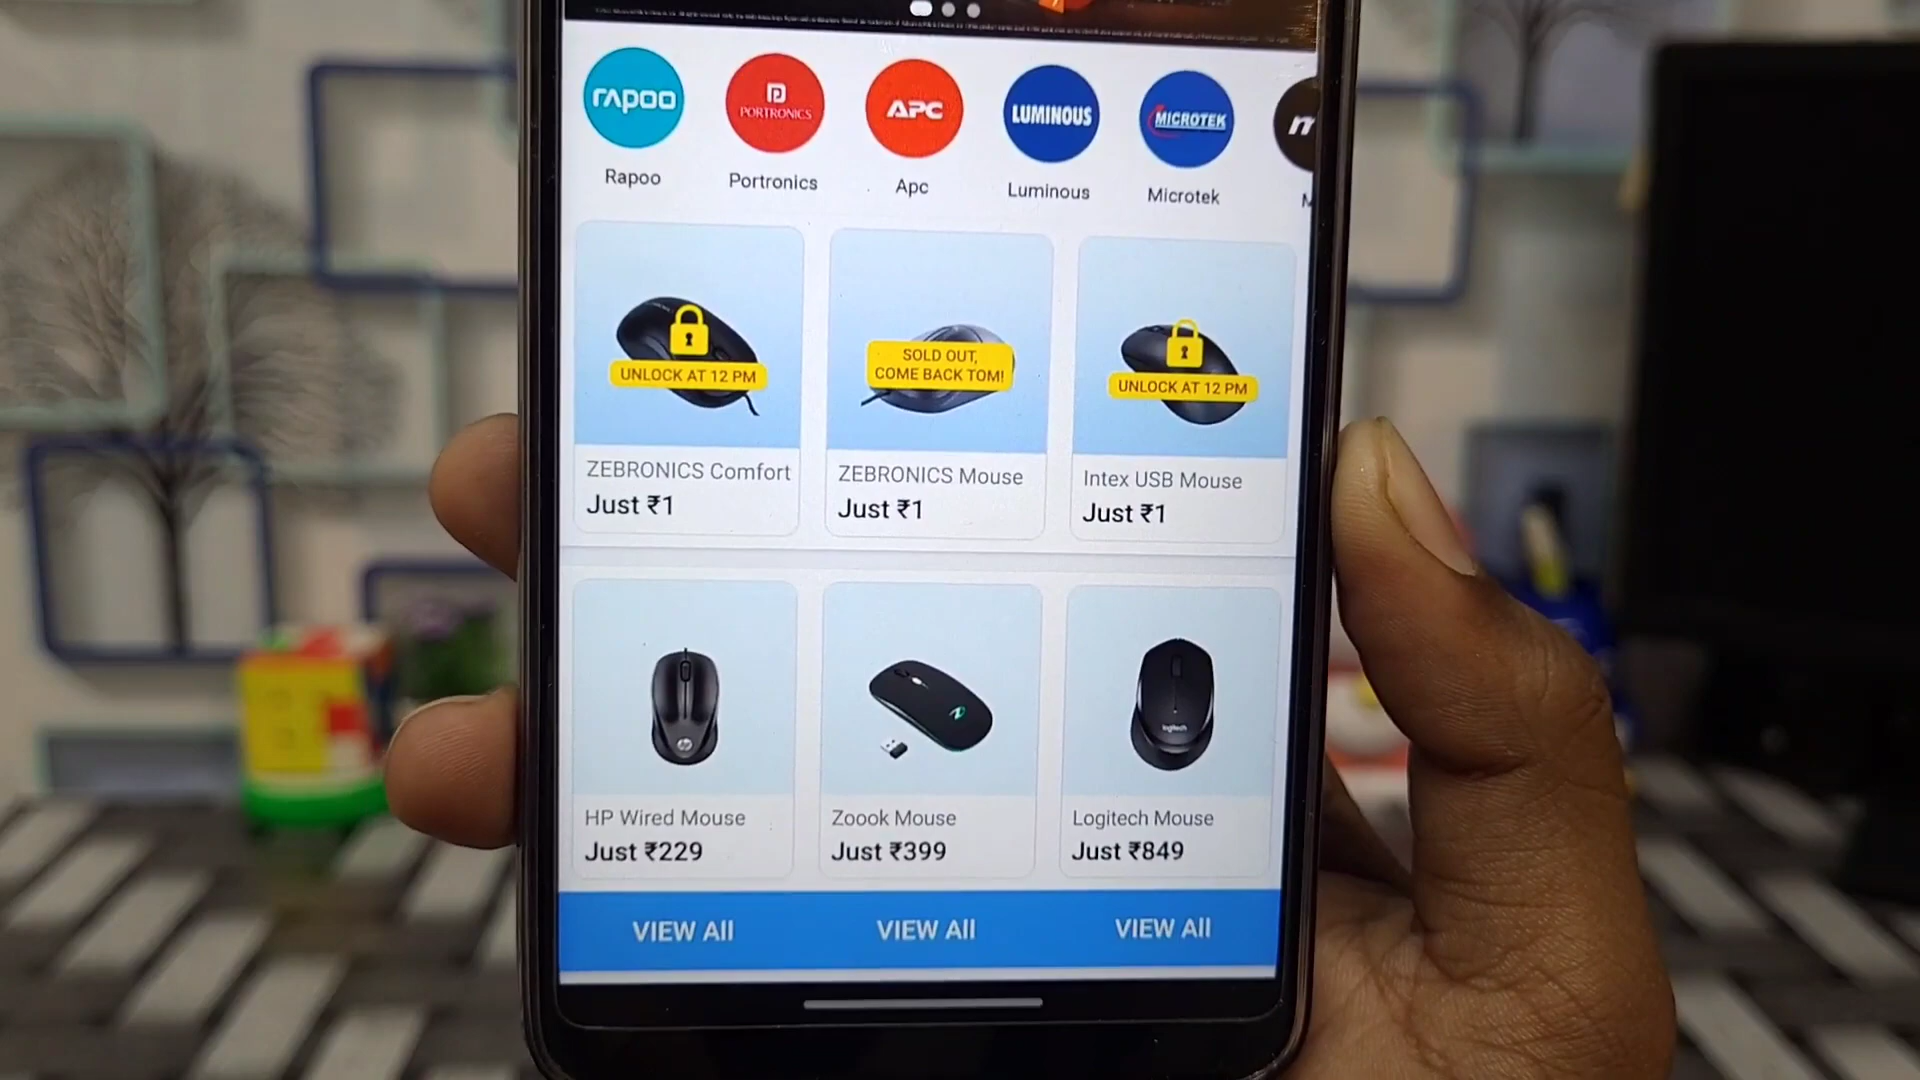 rapoo
PORTRONICS
APC
LUMINOUS
MICROTEK
Rapoo
Portronics
Apc
Luminous
Microtek
UNLOCK AT 12 PM
SOLD OUT,
COME BACK TOM!
UNLOCK AT 12 PM
ZEBRONICS Comfort
Just ₹1
ZEBRONICS Mouse
Just ₹1
Intex USB Mouse
Just ₹1
hp
logitech
HP Wired Mouse
Just ₹229
Zoook Mouse
Just ₹399
Logitech Mouse
Just ₹849
VIEW All
VIEW All
VIEW All